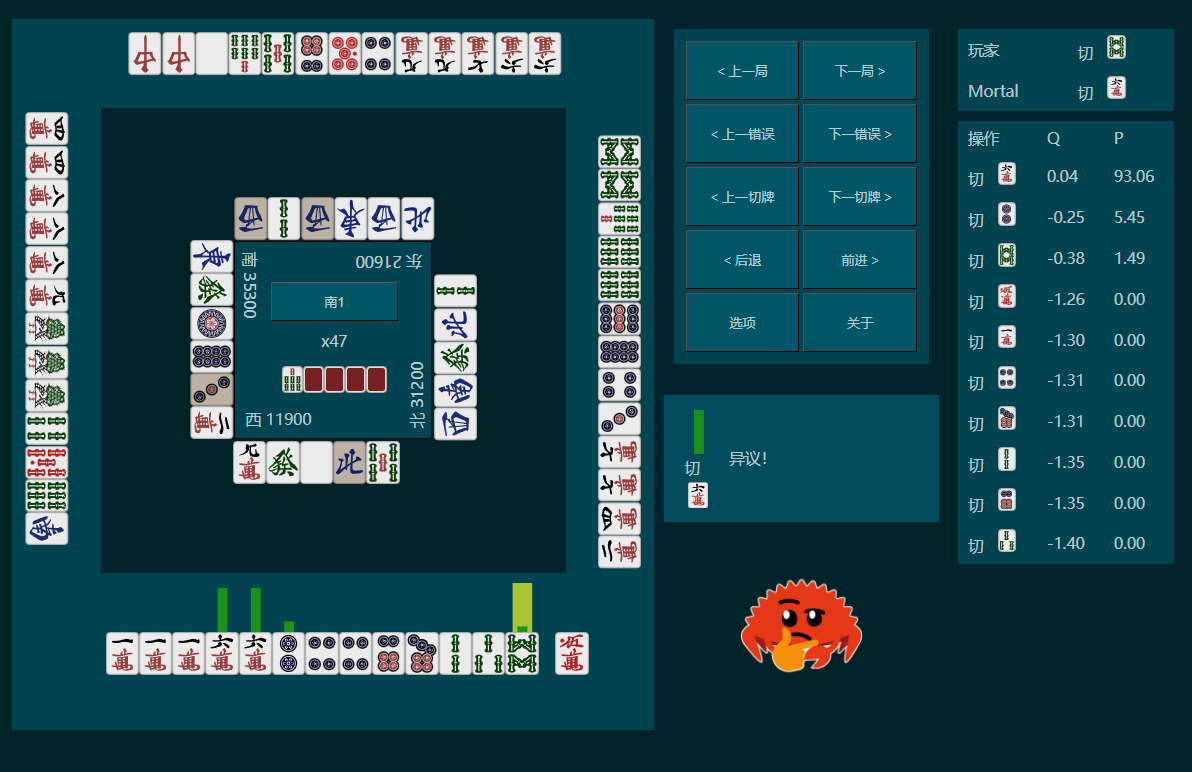 南 35300
东 21600
南1
x47
西 11900
北 31200
< 上一局
下一局 >
< 上一错误
下一错误 >
< 上一切牌
下一切牌 >
< 后退
前进 >
选项
关于
切
异议!
玩家 切
Mortal 切
操作 Q P
切 0.04 93.06
切 -0.25 5.45
切 -0.38 1.49
切 -1.26 0.00
切 -1.30 0.00
切 -1.31 0.00
切 -1.31 0.00
切 -1.35 0.00
切 -1.35 0.00
切 -1.40 0.00